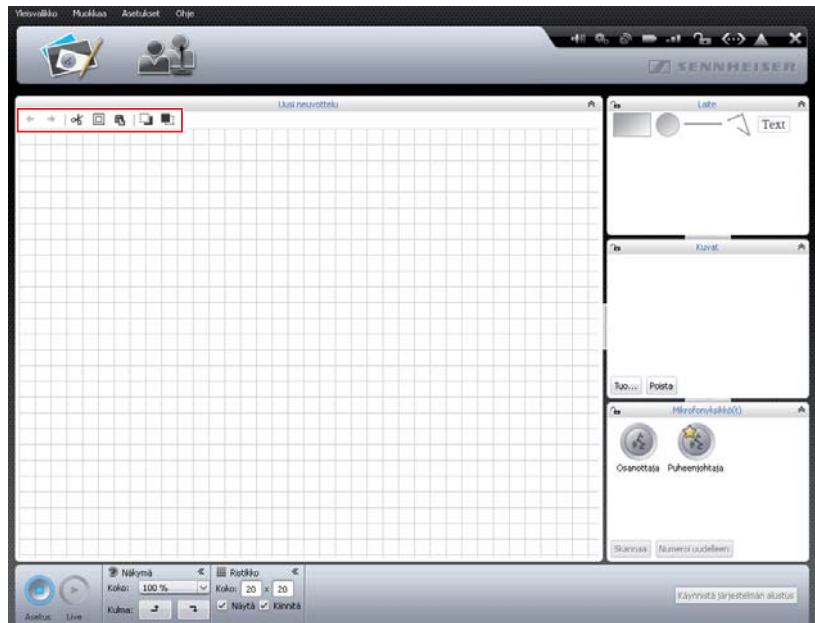 Yleisvalikko Muokkaa Asetukset Ohje
SENNHEISER
Uusi neuvottelu
Laite
Text
Kuvat
Tuo... Poista
Mikrofoniyksikkö(t)
Osanottaja Puheenjohtaja
Skannaa Numeroi uudelleen
Näkymä Ristikko
Koko: 100 % Koko: 20 x 20
Kulma: Näytä Kiinnitä
Asetus Live
Käynnistä järjestelmän alustus